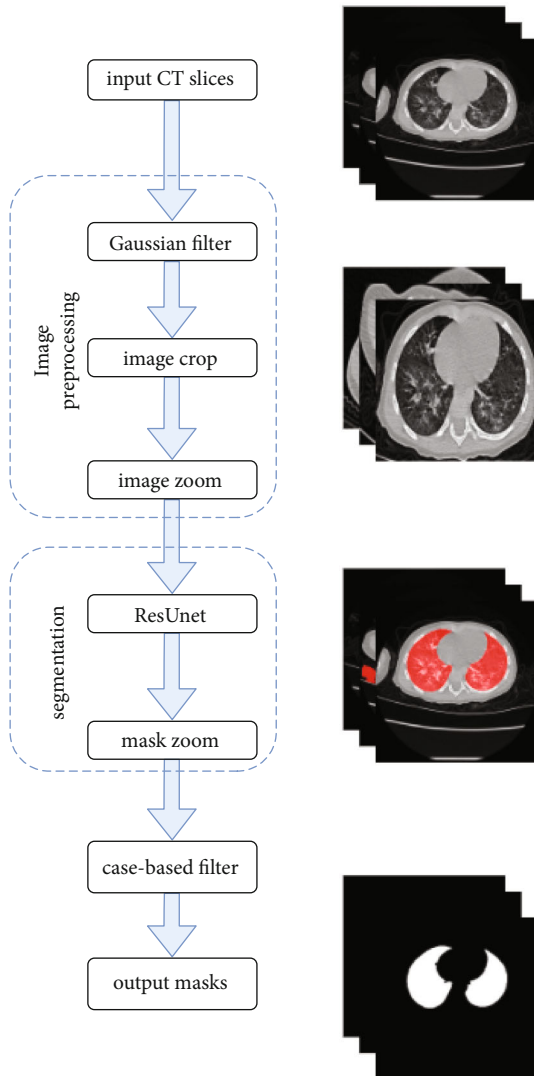 input CT slices
Image
preprocessing
Gaussian filter
image crop
image zoom
segmentation
ResUnet
mask zoom
case-based filter
output masks